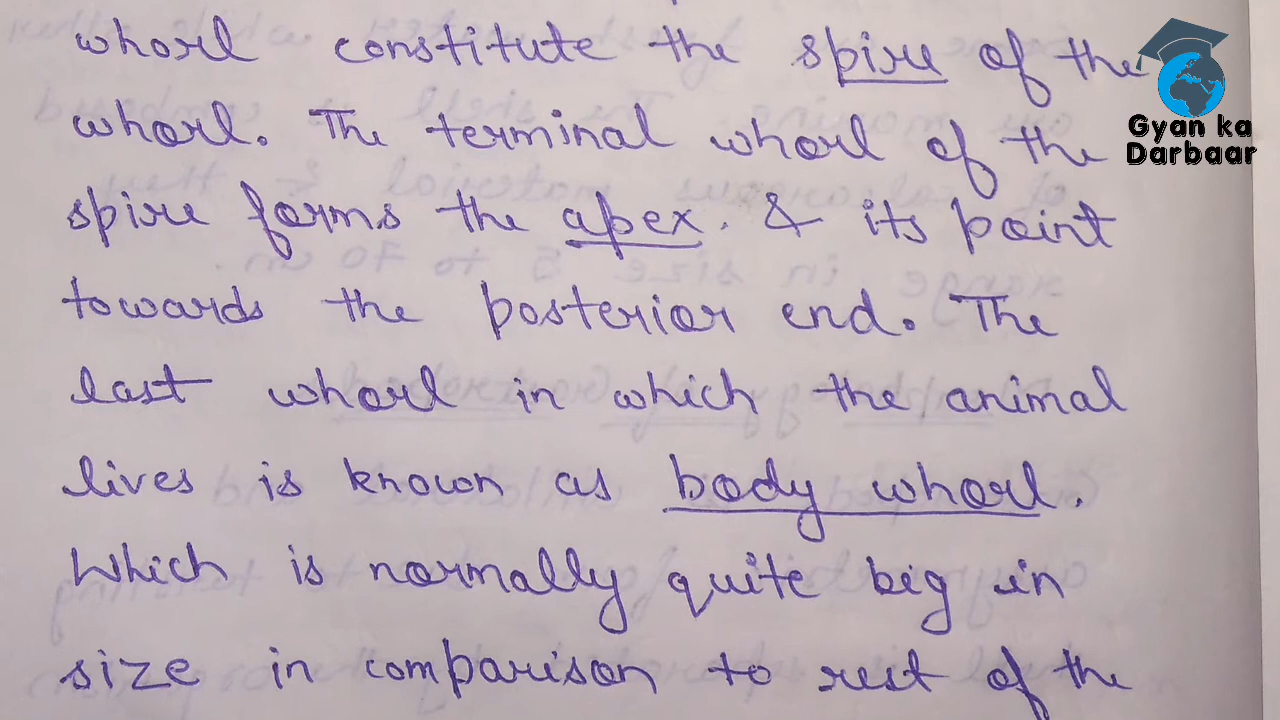 whorl constitute the spire of the
whorl. The terminal whorl of the
spire forms the apex. & its point
towards the posterior end. The
last whorl in which the animal
lives is known as body whorl.
Which is normally quite big in
size in comparison to rest of the
Gyan ka
Darbaar